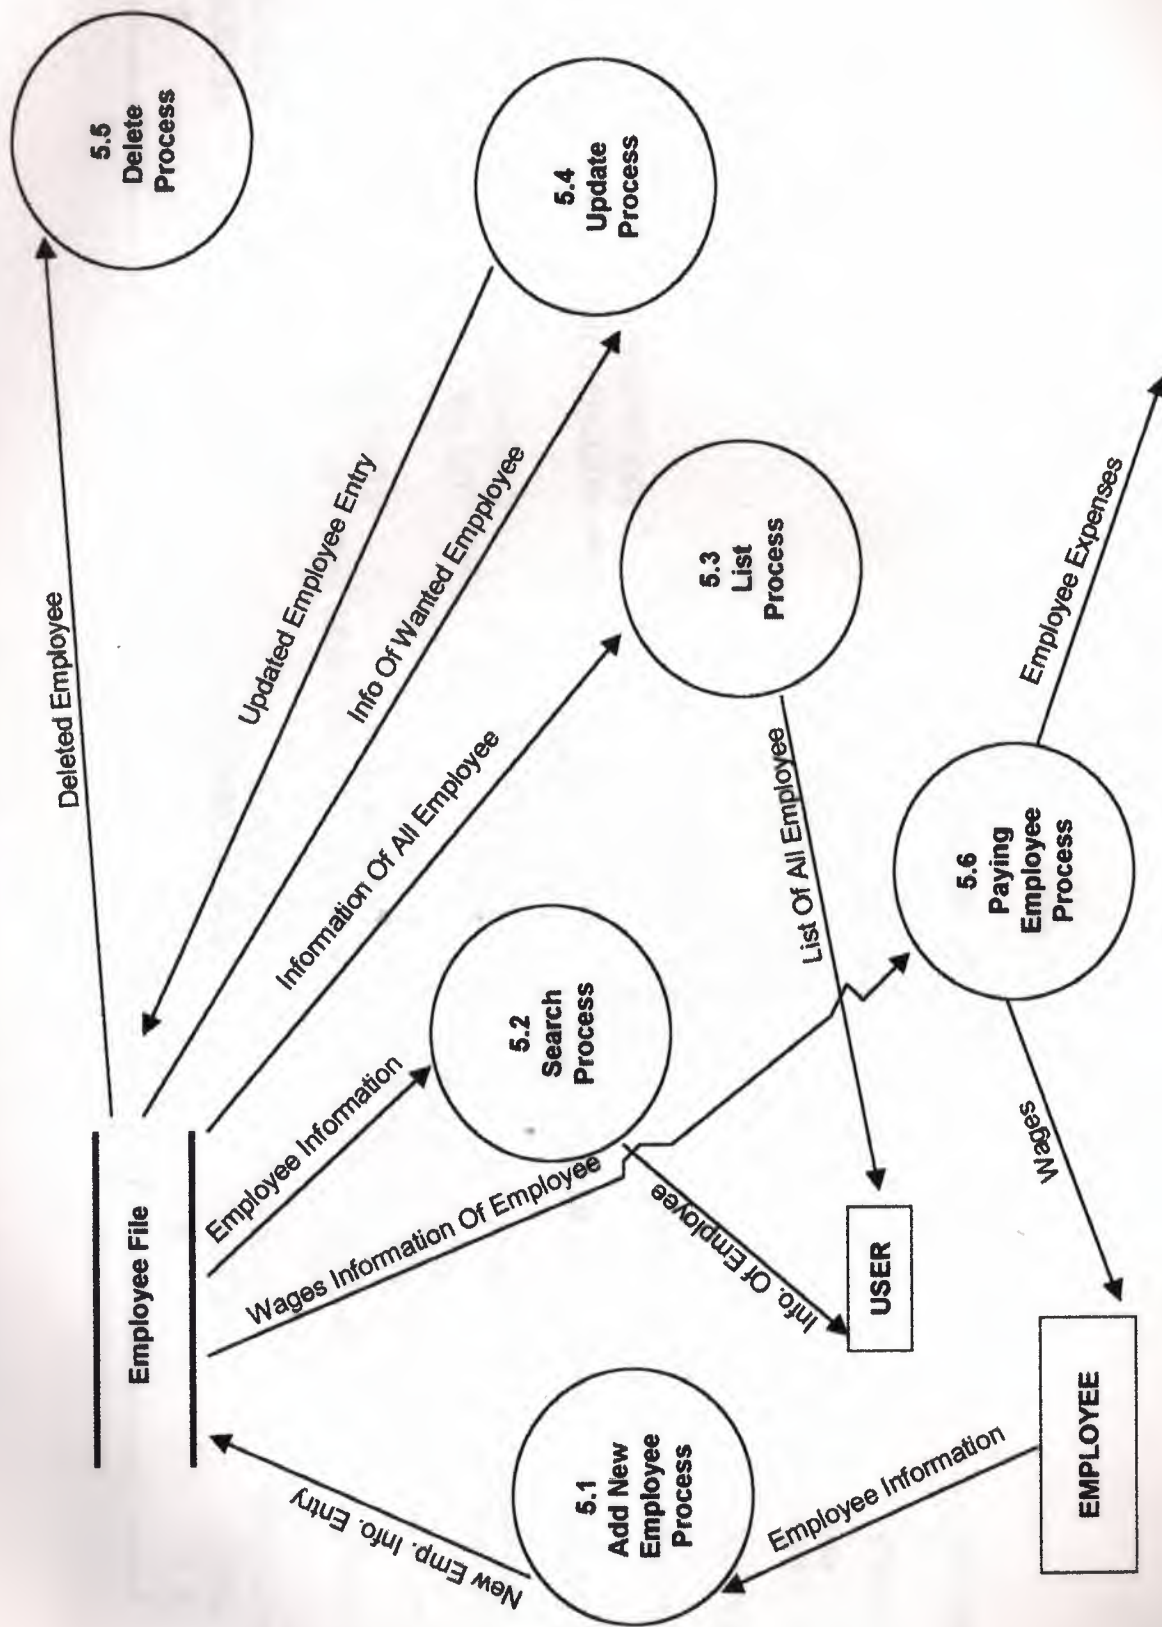 Employee File
Deleted Employee
5.5
Delete
Process
Updated Employee Entry
Info Of Wanted Empployee
5.4
Update
Process
Information Of All Employee
5.3
List
Process
Employee Information
5.2
Search
Process
Wages Information Of Employee
New Emp. Info. Entry
5.1
Add New
Employee
Process
Info. Of Employee
List Of All Employee
USER
5.6
Paying
Employee
Process
Employee Information
EMPLOYEE
Wages
Employee Expenses